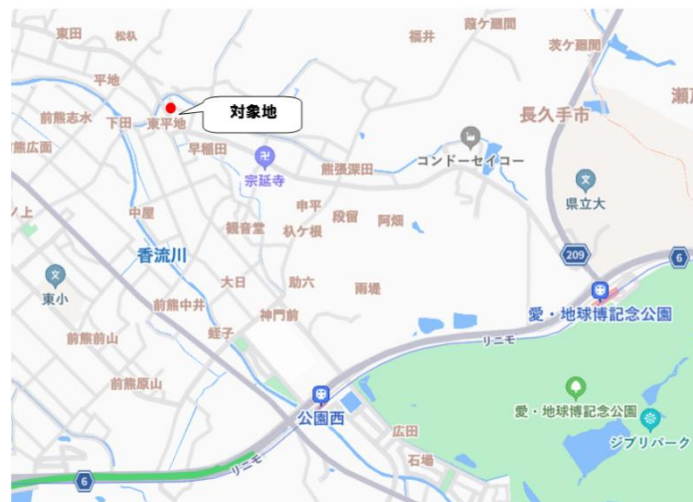 東田
松杁
福井
莨ケ廻間
茨ケ廻間
平地
瀬戸
対象地
長久手市
前熊志水
下田
東平地
前熊広面
早稲田
宗延寺
熊張深田
コンドーセイコー
県立大
ノ上
中屋
申平
段留
阿畑
観音堂
杁ケ根
香流川
209
6
東小
大日
助六
雨堤
前熊中井
神門前
愛・地球博記念公園
前熊前山
蛭子
リニモ
前熊原山
公園西
愛・地球博記念公園
広田
ジブリパーク
リニモ
石場
6